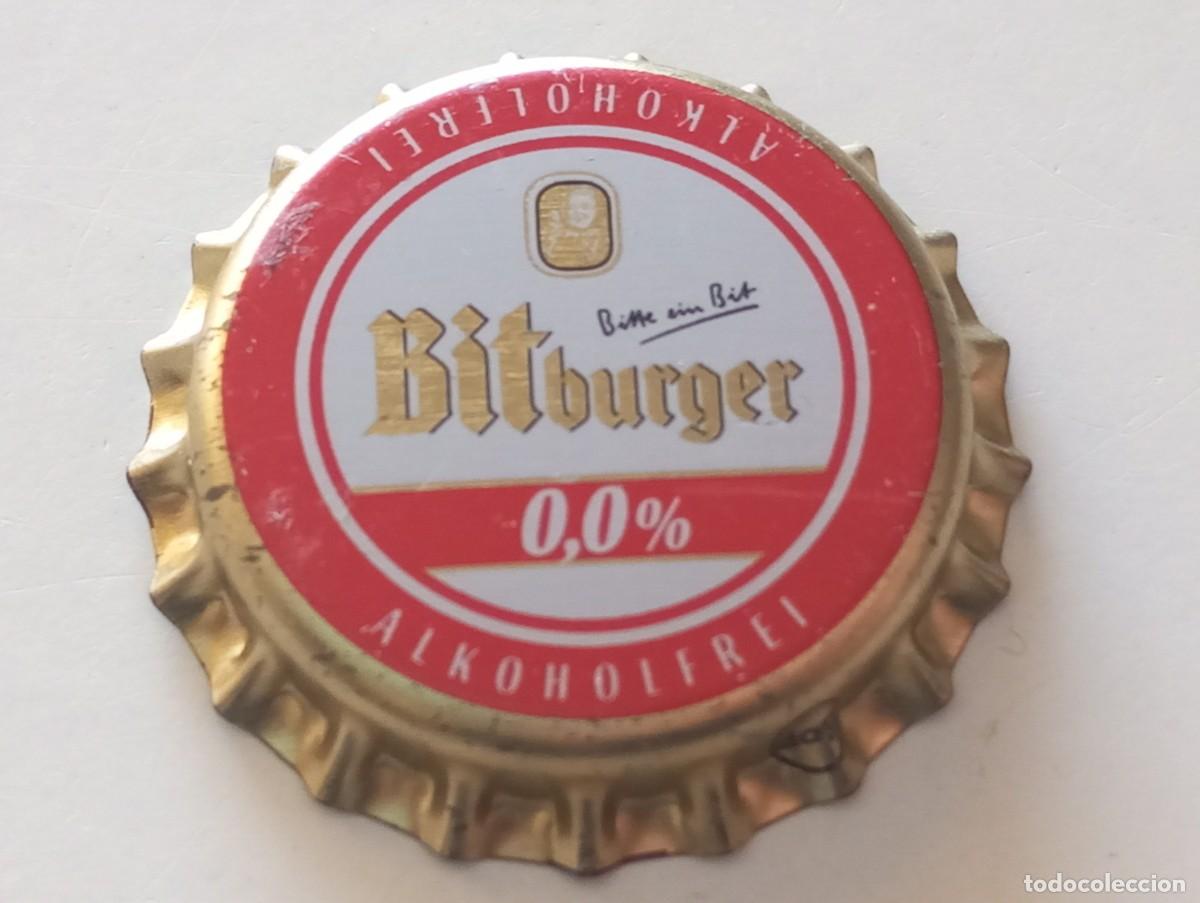 ALKOHOLFREI
Bitte ein Bit
Bitburger
0,0%
ALKOHOLFREI
todocoleccion